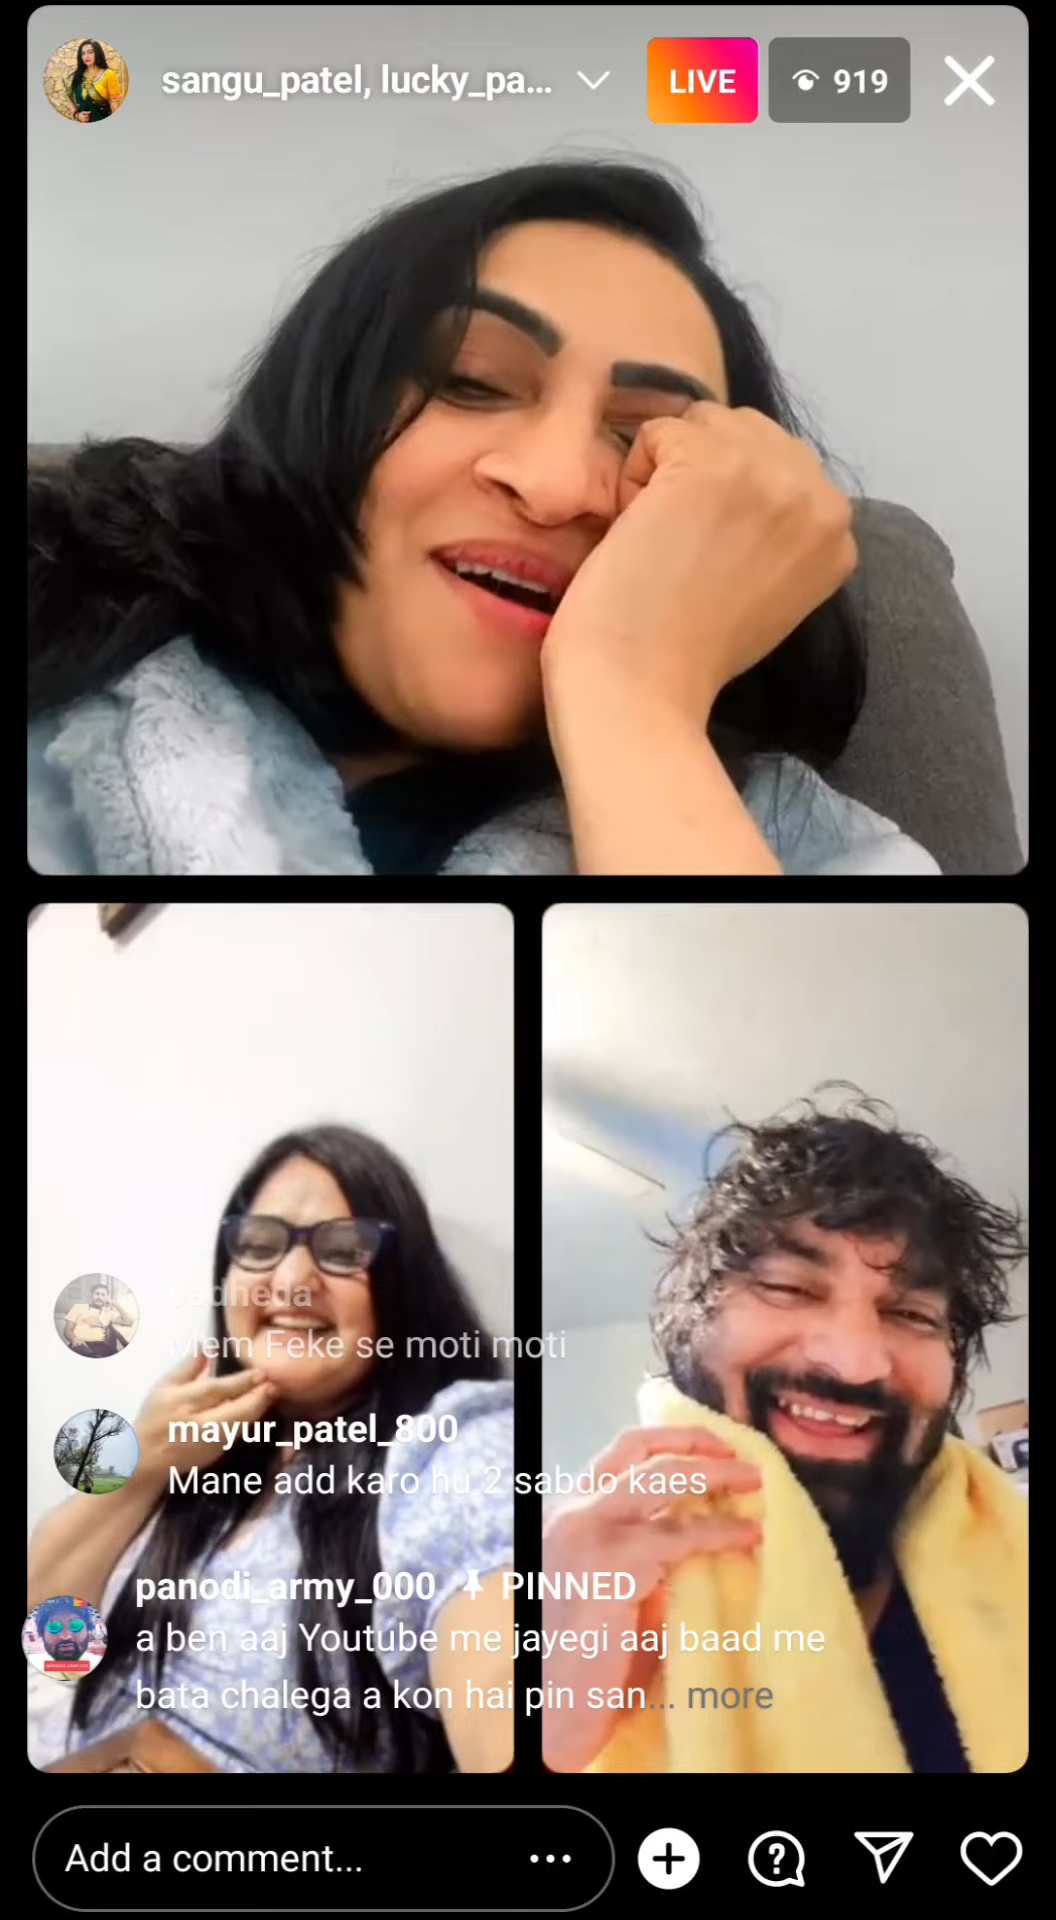 sangu_patel, lucky_pa...
LIVE
919
adheda
Mem Feke se moti moti
mayur_patel_800
Mane add karo hu 2 sabdo kaes
panodi_army_000 PINNED
a ben aaj Youtube me jayegi aaj baad me
bata chalega a kon hai pin san... more
Add a comment...